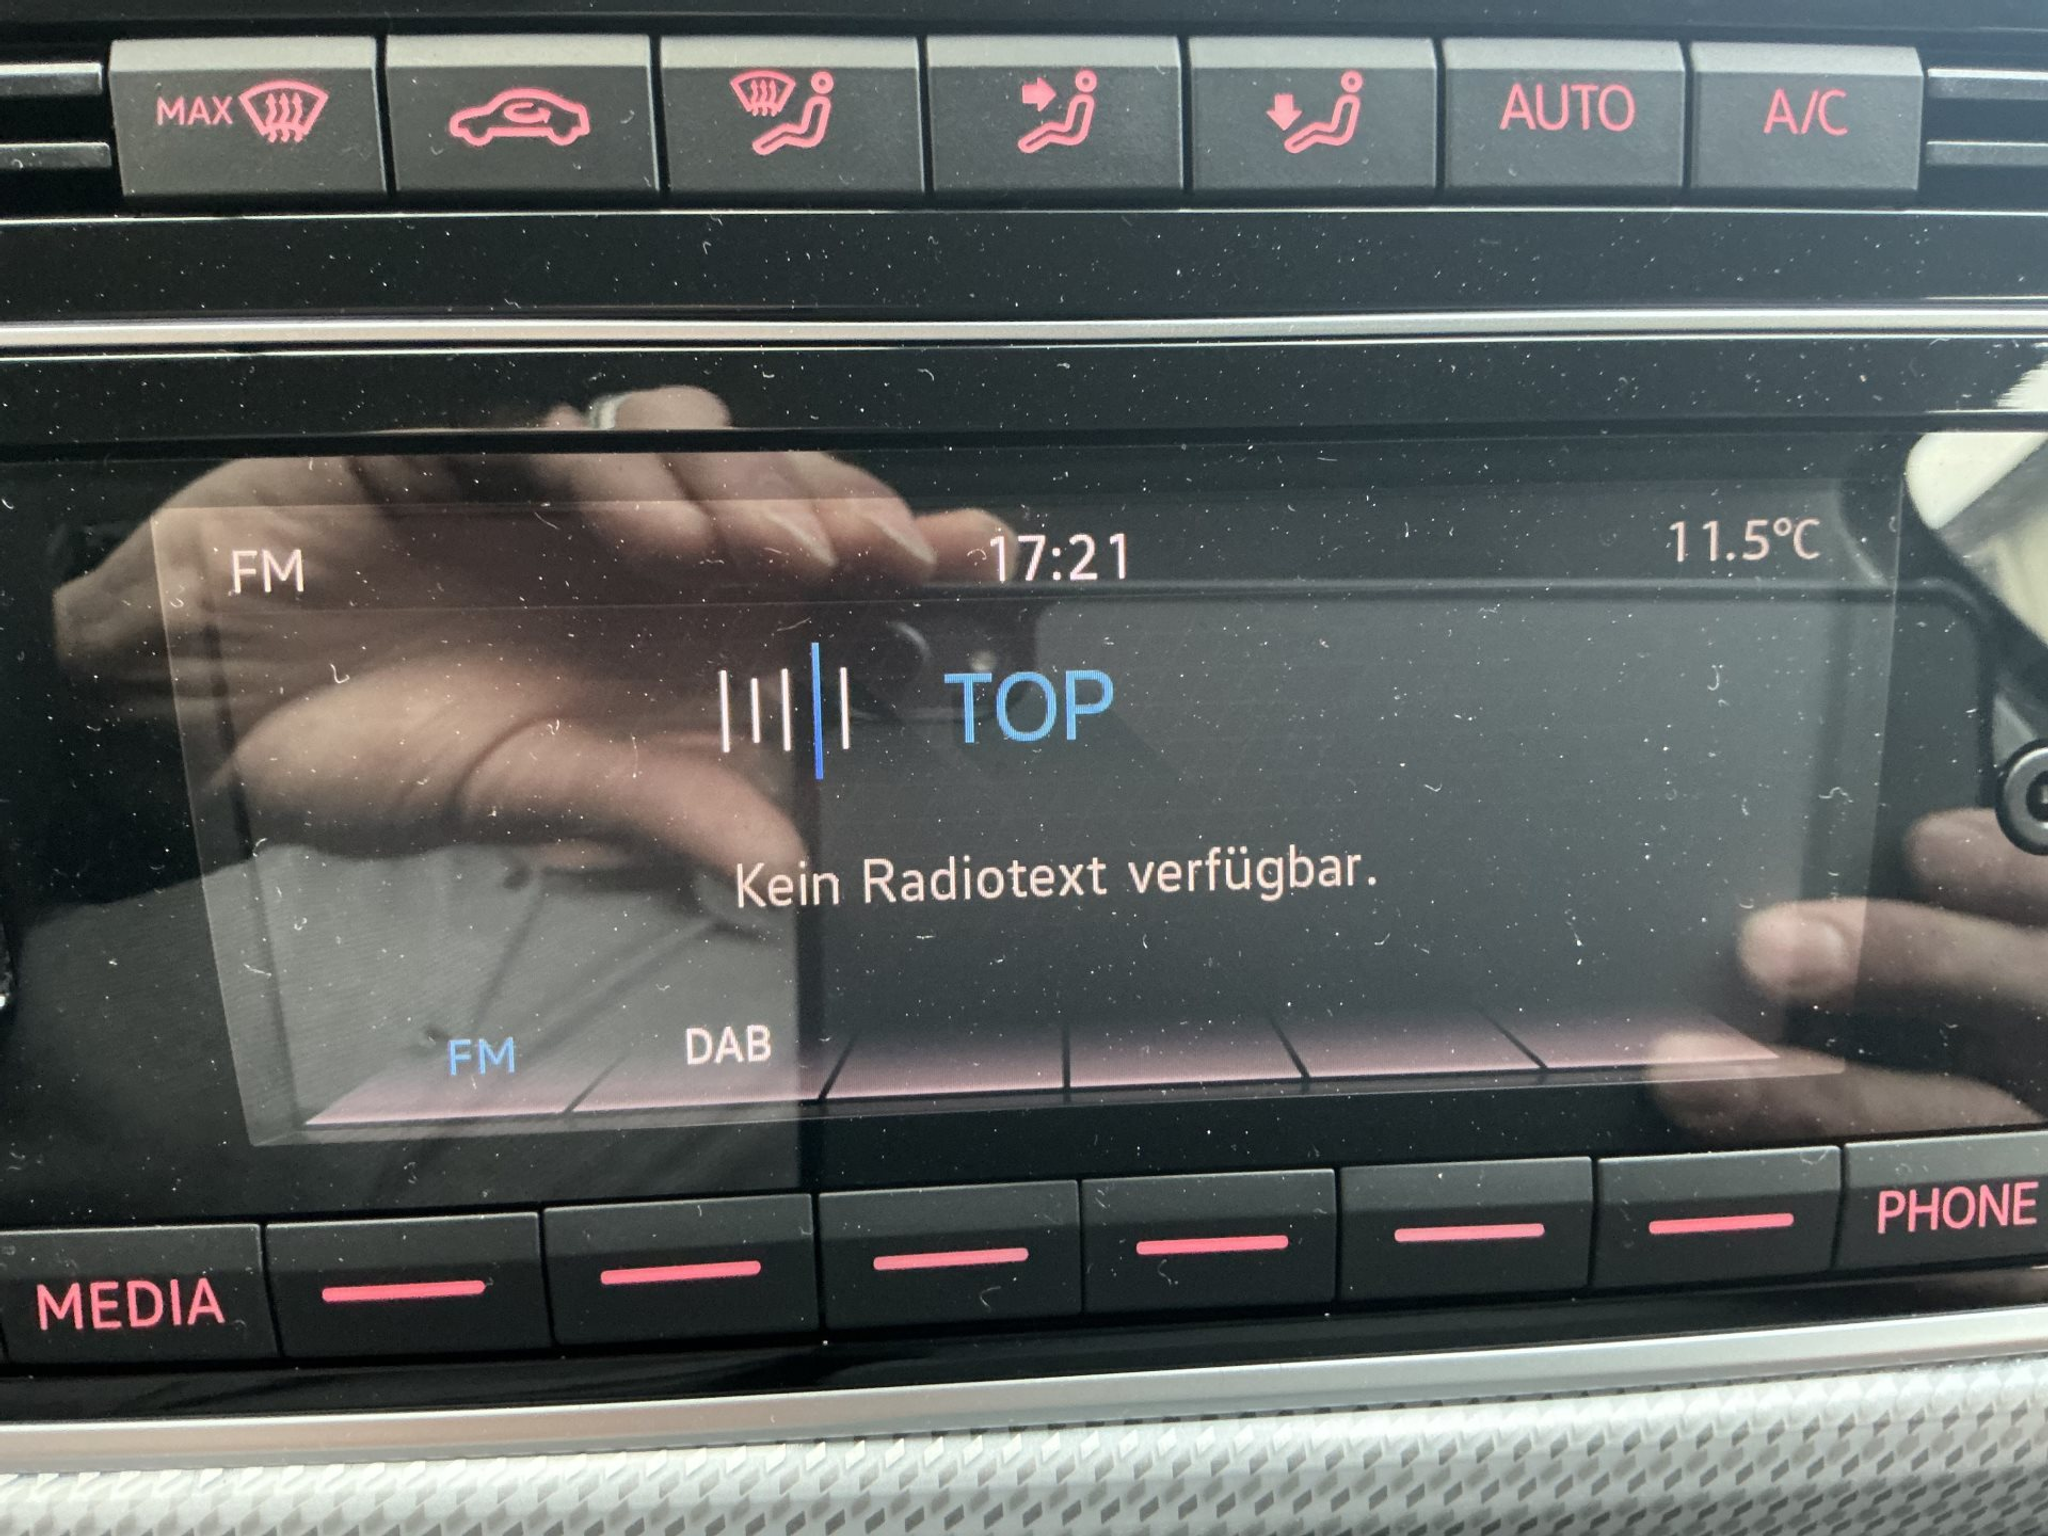 MAX
AUTO
A/C
FM
17:21
11.5°C
TOP
Kein Radiotext verfügbar.
FM
DAB
MEDIA
PHONE